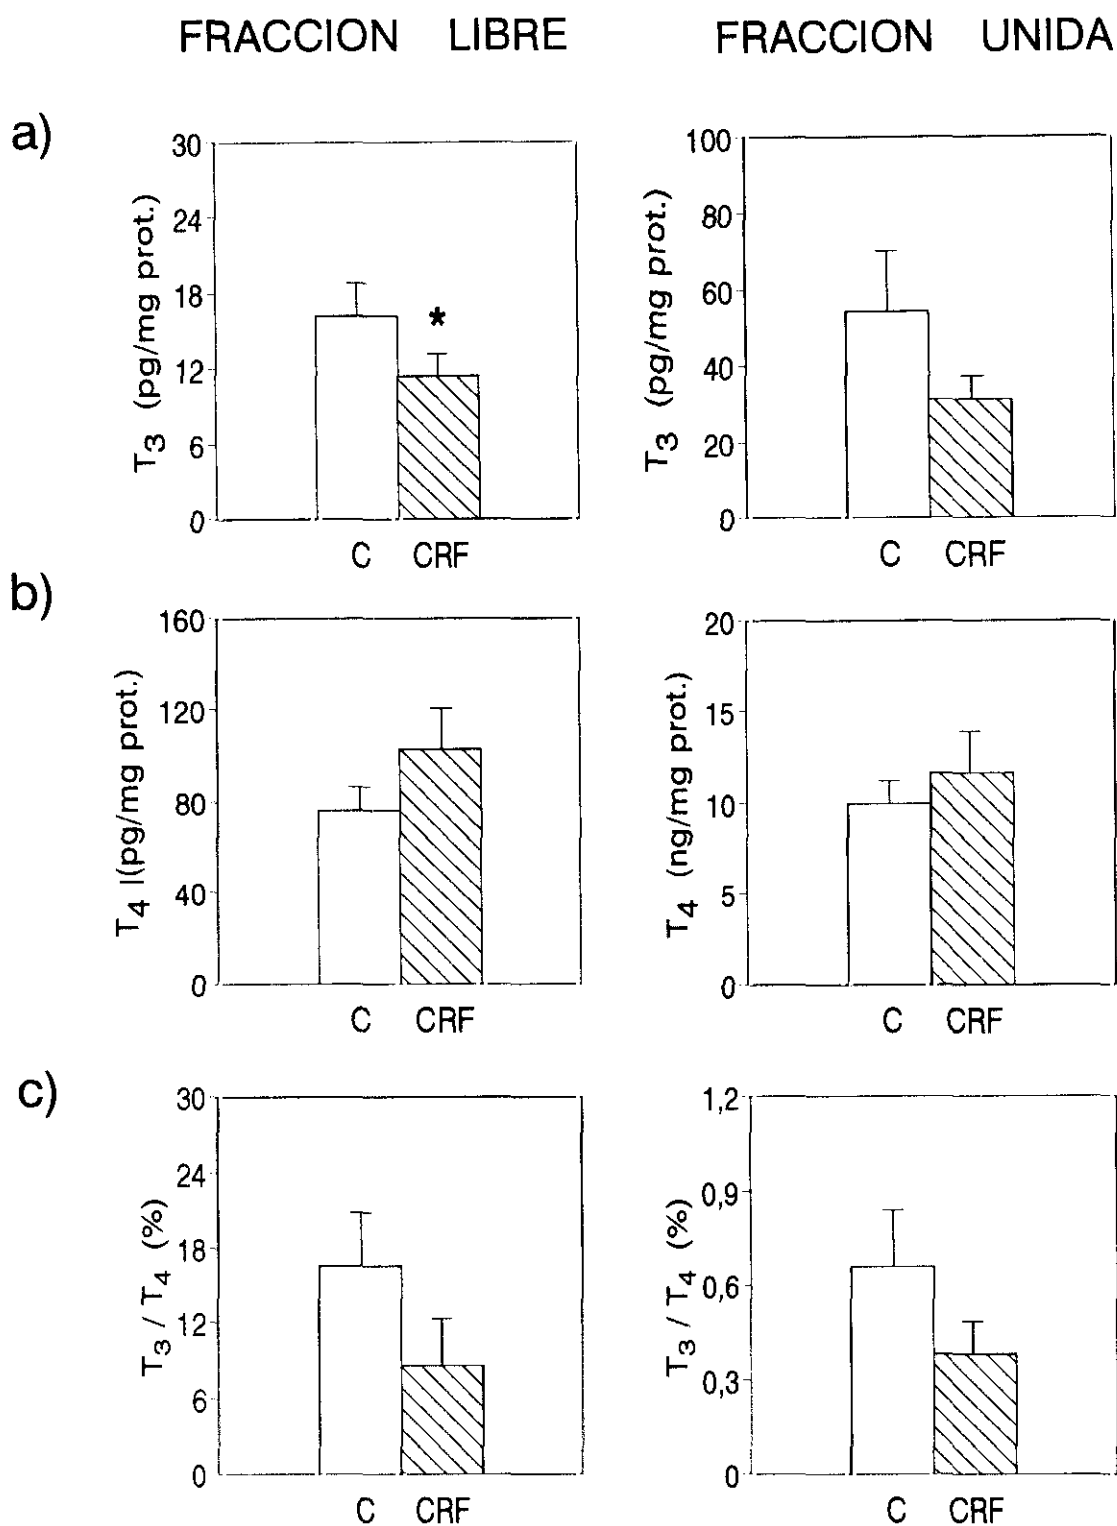 FRACCION LIBRE
FRACCION UNIDA
a)
T3 (pg/mg prot.)
30
24
18
12
6
0
*
C CRF
T3 (pg/mg prot.)
100
80
60
40
20
0
C CRF
b)
T4 |(pg/mg prot.)
160
120
80
40
0
C CRF
T4 (ng/mg prot.)
20
15
10
5
0
C CRF
c)
T3 / T4 (%)
30
24
18
12
6
0
C CRF
T3 / T4 (%)
1,2
0,9
0,6
0,3
0
C CRF